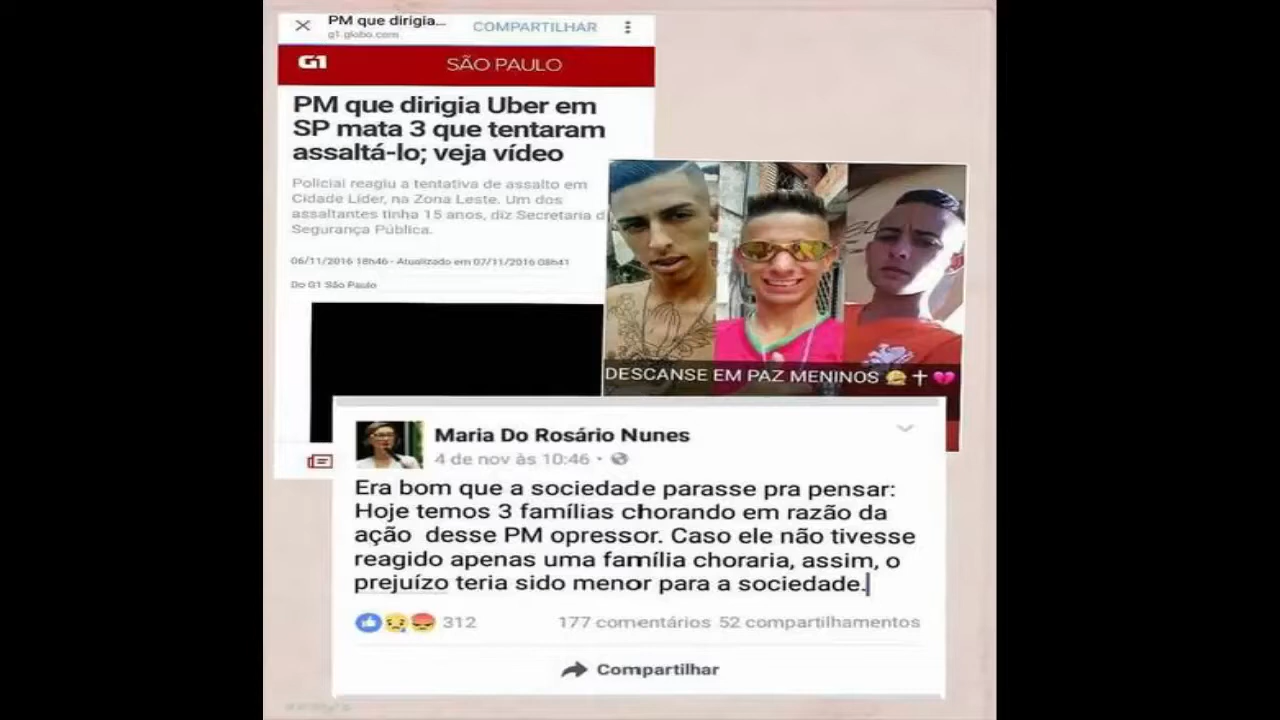 PM que dirigia...
COMPARTILHAR
g1.globo.com
G1
SÃO PAULO
PM que dirigia Uber em
SP mata 3 que tentaram
assaltá-lo; veja vídeo
Policial reagiu a tentativa de assalto em
Cidade Líder, na Zona Leste. Um dos
assaltantes tinha 15 anos, diz Secretaria d
Segurança Pública.
06/11/2016 18h46 - Atualizado em 07/11/2016 08h41
Do G1 São Paulo
DESCANSE EM PAZ MENINOS
Maria Do Rosário Nunes
4 de nov às 10:46 ·
Era bom que a sociedade parasse pra pensar:
Hoje temos 3 famílias chorando em razão da
ação desse PM opressor. Caso ele não tivesse
reagido apenas uma família choraria, assim, o
prejuízo teria sido menor para a sociedade.
312
177 comentários 52 compartilhamentos
Compartilhar